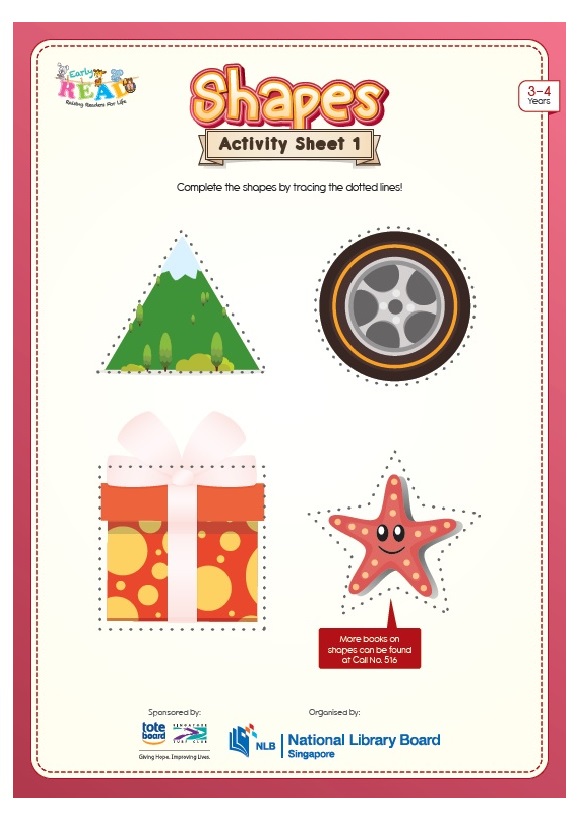 Early
READ
Raising Readers For Life
Shapes
Activity Sheet 1
3–4
Years
Complete the shapes by tracing the dotted lines!
More books on
shapes can be found
at Call No. 516
Sponsored by:
Organised by:
tote
board
SINGAPORE
TURF CLUB
Giving Hope. Improving Lives.
NLB
National Library Board
Singapore